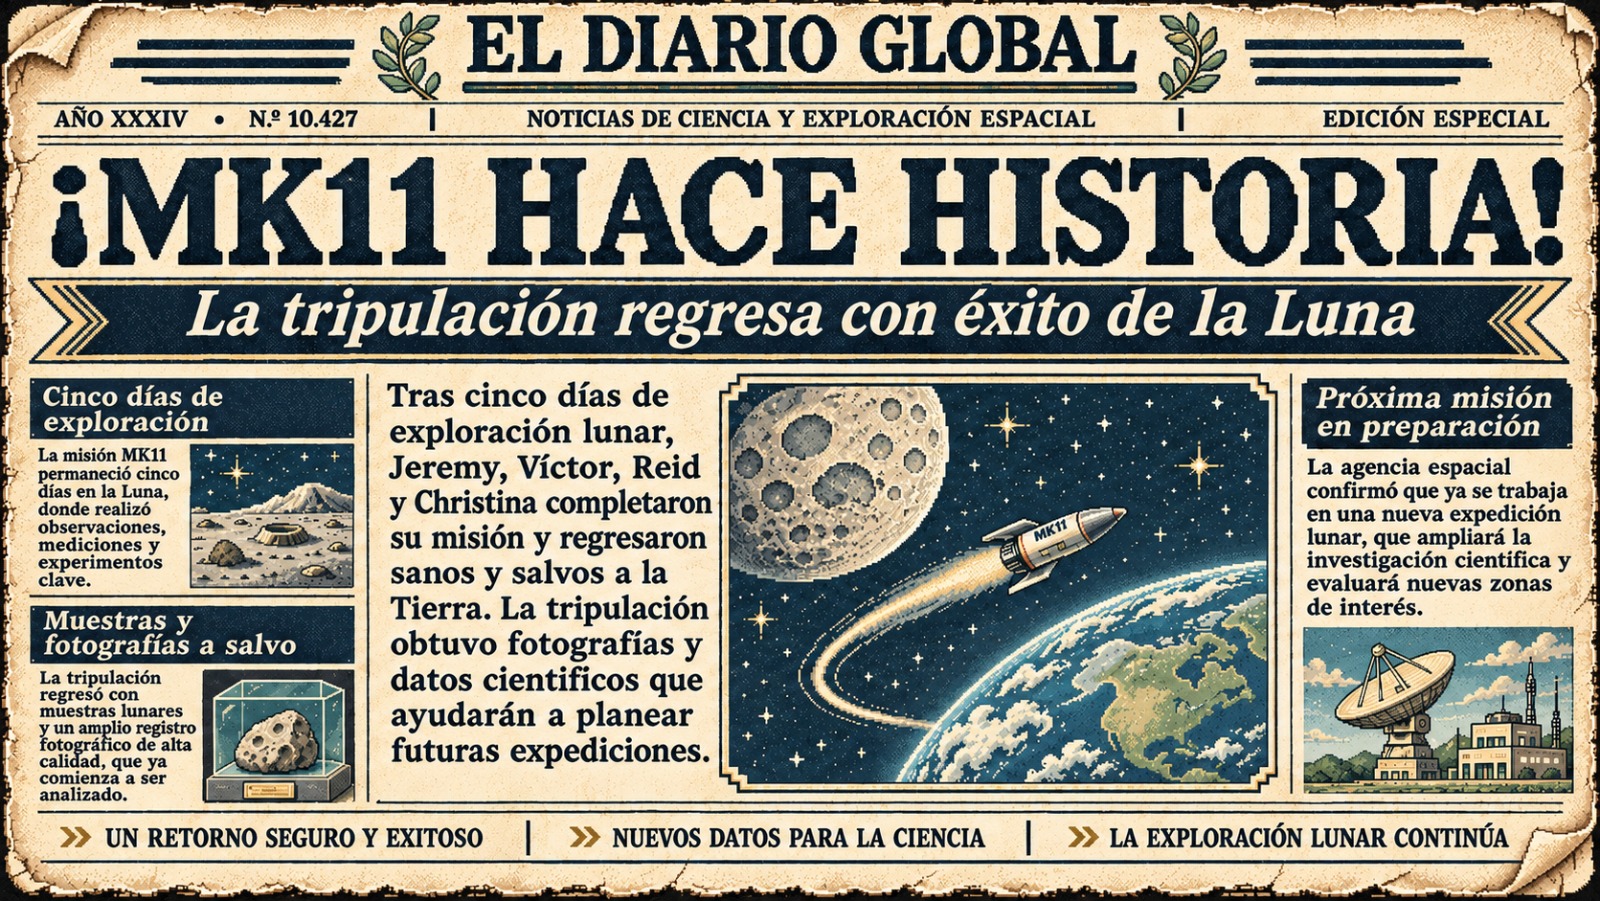 EL DIARIO GLOBAL
AÑO XXXIV • N.º 10.427 | NOTICIAS DE CIENCIA Y EXPLORACIÓN ESPACIAL | EDICIÓN ESPECIAL
¡MK11 HACE HISTORIA!
La tripulación regresa con éxito de la Luna
Cinco días de
exploración
La misión MK11
permaneció cinco
días en la Luna,
donde realizó
observaciones,
mediciones y
experimentos
clave.
Muestras y
fotografías a salvo
La tripulación
regresó con
muestras lunares
y un amplio registro
fotográfico de alta
calidad, que ya
comienza a ser
analizado.
Tras cinco días de
exploración lunar,
Jeremy, Víctor, Reid
y Christina completaron
su misión y regresaron
sanos y salvos a la
Tierra. La tripulación
obtuvo fotografías y
datos científicos que
ayudarán a planear
futuras expediciones.
MK11
Próxima misión
en preparación
La agencia espacial
confirmó que ya se trabaja
en una nueva expedición
lunar, que ampliará la
investigación científica y
evaluará nuevas zonas
de interés.
» UN RETORNO SEGURO Y EXITOSO | » NUEVOS DATOS PARA LA CIENCIA | » LA EXPLORACIÓN LUNAR CONTINÚA